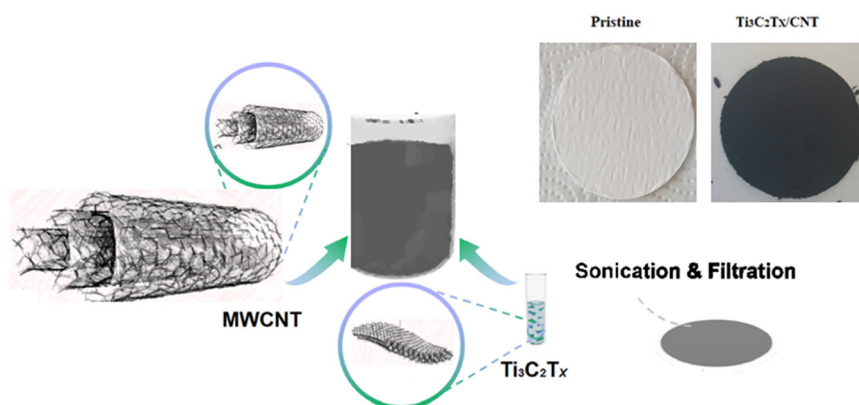 Pristine
Ti3C2Tx/CNT
MWCNT
Ti₃C₂Tx
Sonication & Filtration